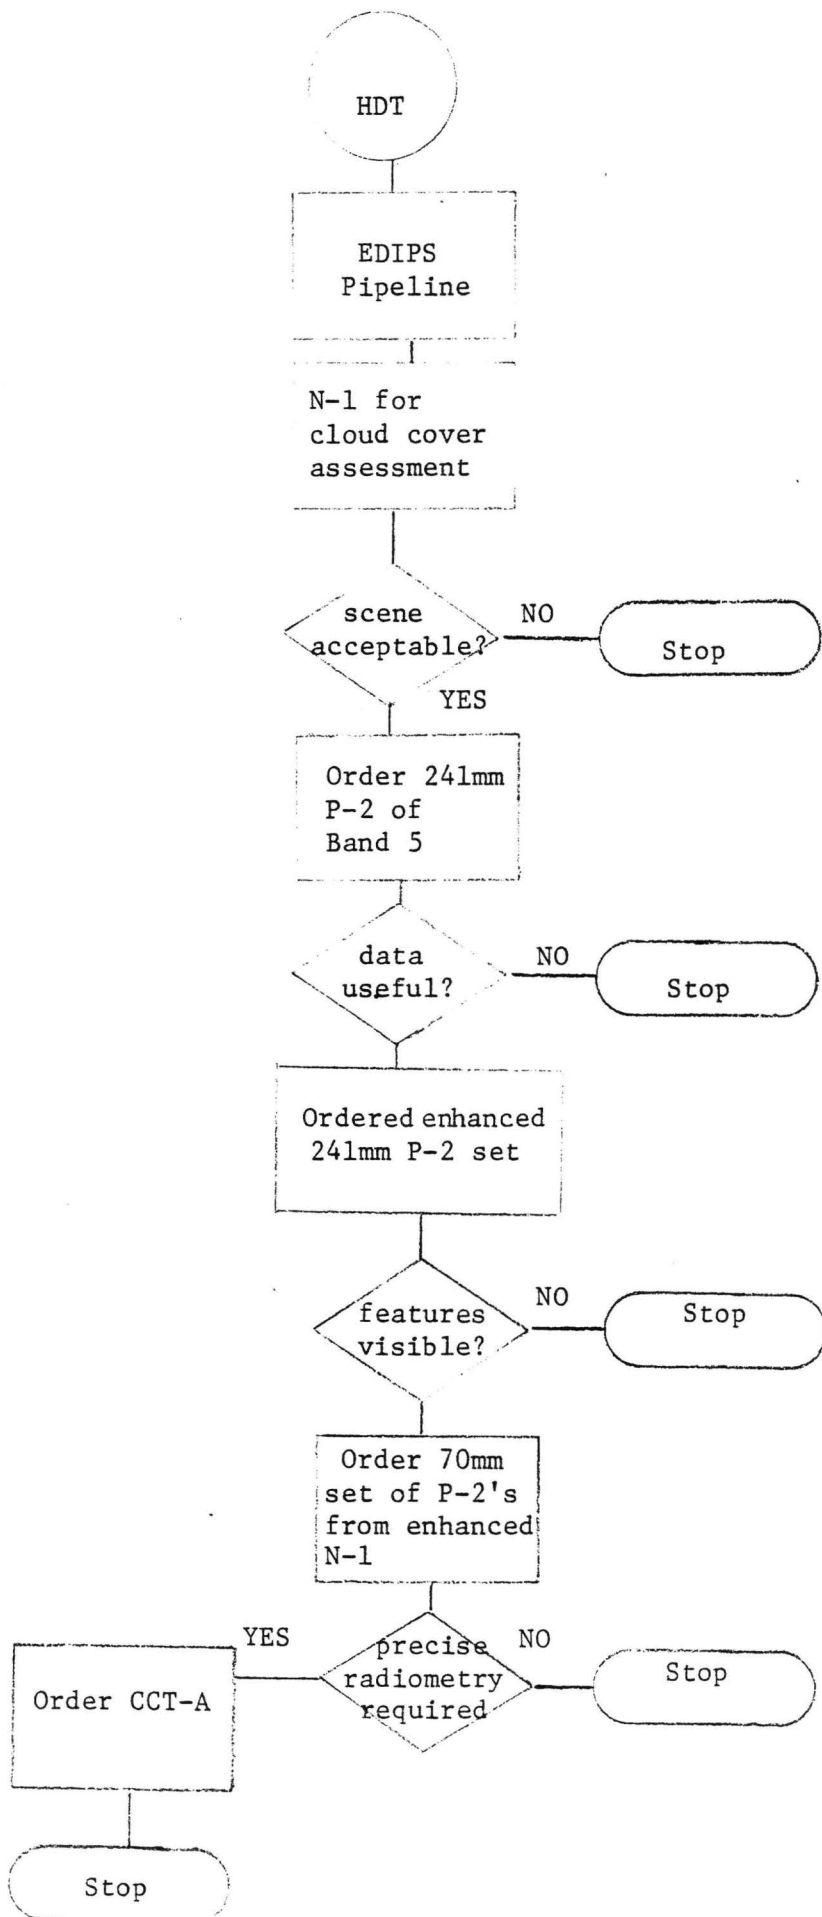 HDT
EDIPS
Pipeline
N-1 for
cloud cover
assessment
scene
acceptable?
NO
Stop
YES
Order 241mm
P-2 of
Band 5
data
useful?
NO
Stop
Ordered enhanced
241mm P-2 set
features
visible?
NO
Stop
Order 70mm
set of P-2's
from enhanced
N-1
YES
precise
radiometry
required
NO
Stop
Order CCT-A
Stop